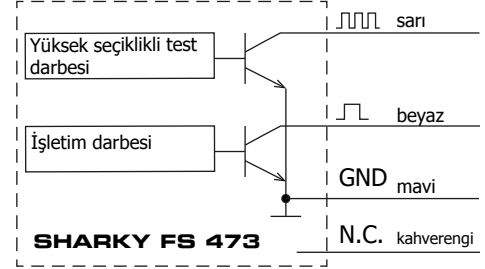 sarı
Yüksek seçiklikli test
darbesi
beyaz
İşletim darbesi
GND mavi
SHARKY FS 473
N.C. kahverengi